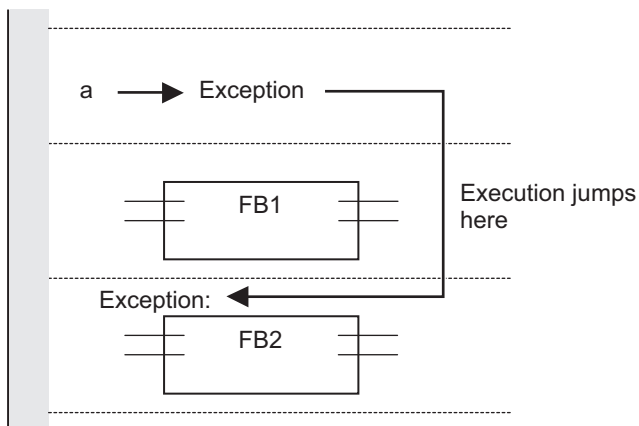 a Exception
FB1
Execution jumps
here
Exception:
FB2